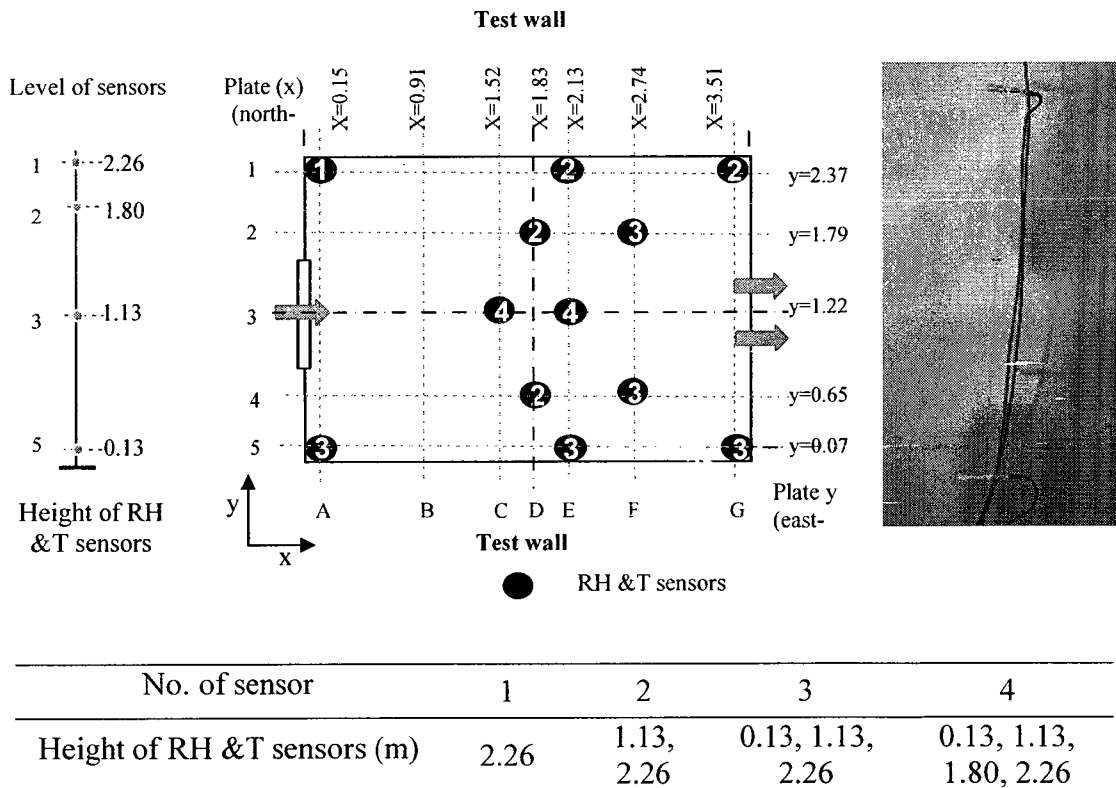 Test wall
Level of sensors
1 2.26
2 1.80
3 1.13
5 0.13
Height of RH
&T sensors
Plate (x)
(north-
X=0.15
X=0.91
X=1.52
X=1.83
X=2.13
X=2.74
X=3.51
1 1 2 2 y=2.37
2 2 3 y=1.79
3 4 4 y=1.22
4 2 3 y=0.65
5 3 3 3 y=0.07
y
x
A B C D E F G
Plate y
(east-
Test wall
RH &T sensors
No. of sensor 1 2 3 4
Height of RH &T sensors (m) 2.26 1.13, 2.26 0.13, 1.13, 2.26 0.13, 1.13, 1.80, 2.26